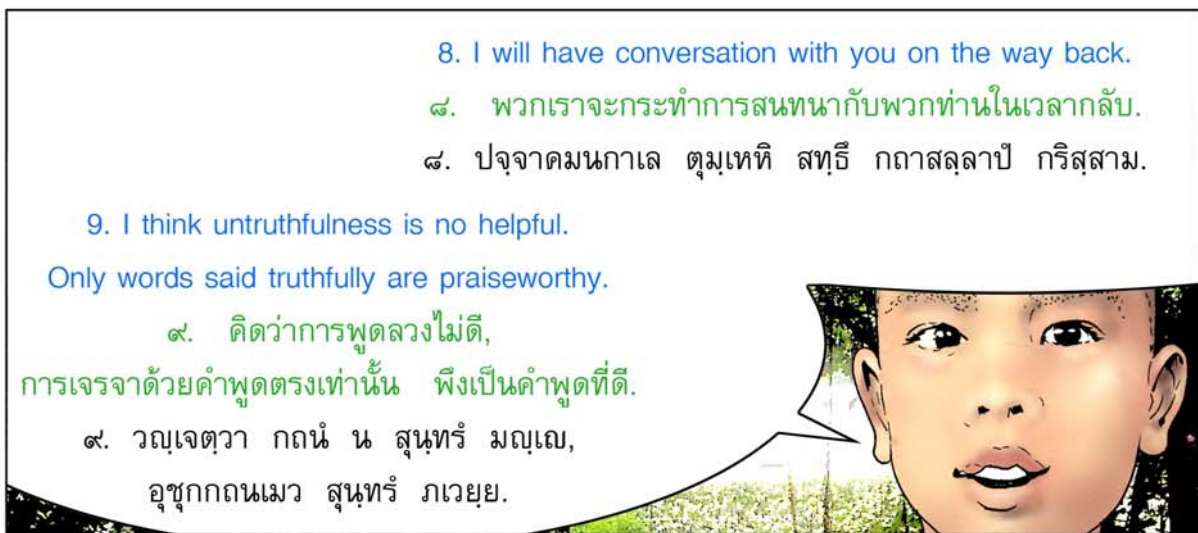 8. I will have conversation with you on the way back.
๘. พวกเราจะกระทำการสนทนากับพวกท่านในเวลากลับ.
๘. ปจฺจาคมนกาเล ตุมฺเหหิ สทฺธึ กถาสลฺลาปํ กริสฺสาม.
9. I think untruthfulness is no helpful.
Only words said truthfully are praiseworthy.
๙. คิดว่าการพูดลวงไม่ดี,
การเจรจาด้วยคำพูดตรงเท่านั้น พึงเป็นคำพูดที่ดี.
๙. วญฺเจตฺวา กถนํ น สุนฺทรํ มญฺเญ,
อุชุกกถนเมว สุนฺทรํ ภเวยฺย.